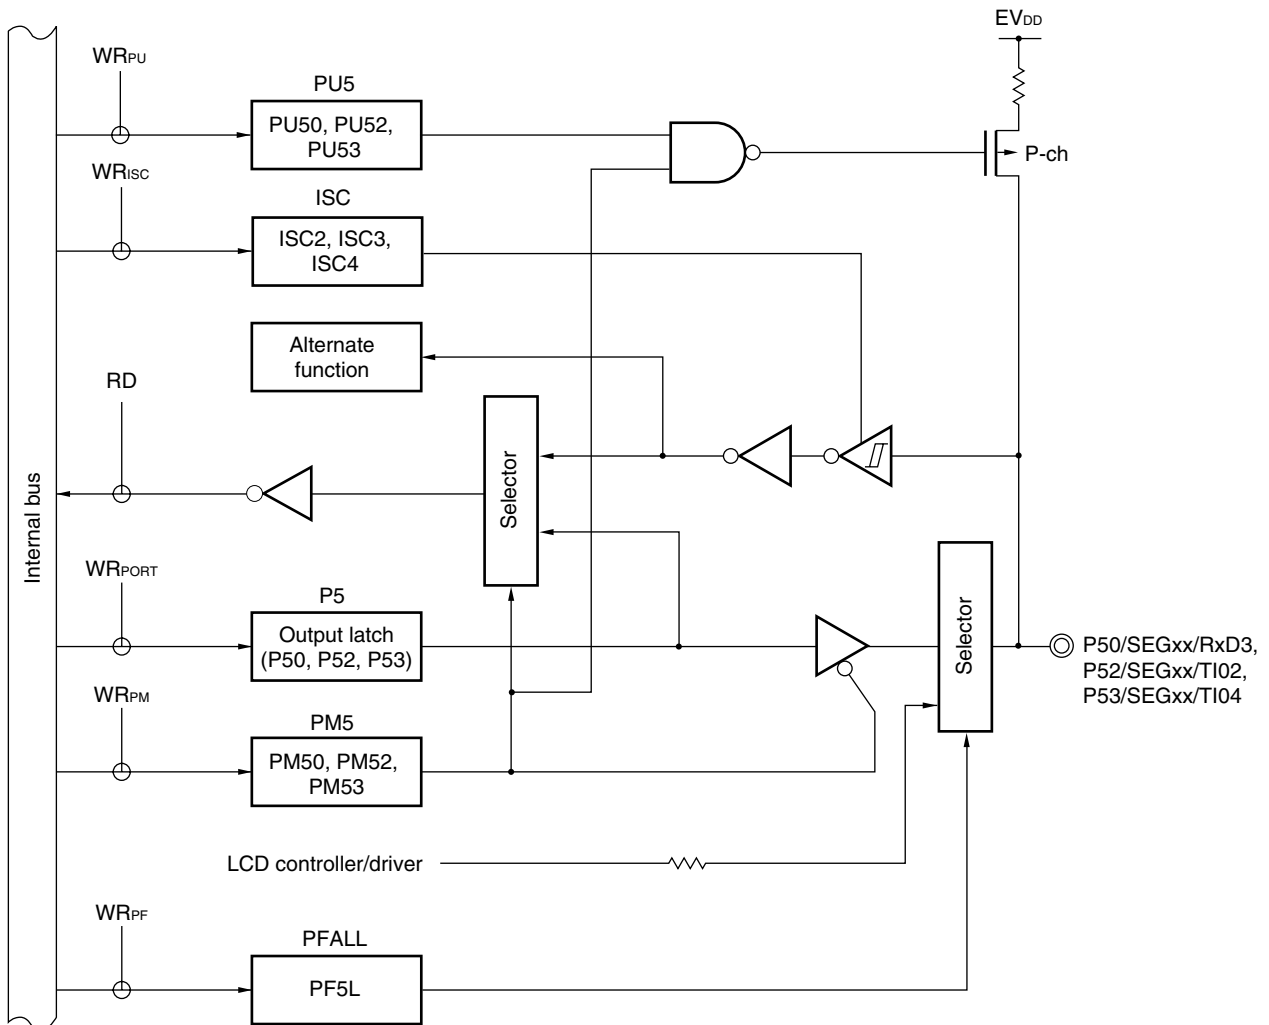 EVDD
WRPU
PU5
PU50, PU52,
PU53
P-ch
WRISC
ISC
ISC2, ISC3,
ISC4
Alternate
function
RD
Selector
Internal bus
WRPORT
P5
Output latch
(P50, P52, P53)
Selector
P50/SEGxx/RxD3,
P52/SEGxx/TI02,
P53/SEGxx/TI04
WRPM
PM5
PM50, PM52,
PM53
LCD controller/driver
WRPF
PFALL
PF5L